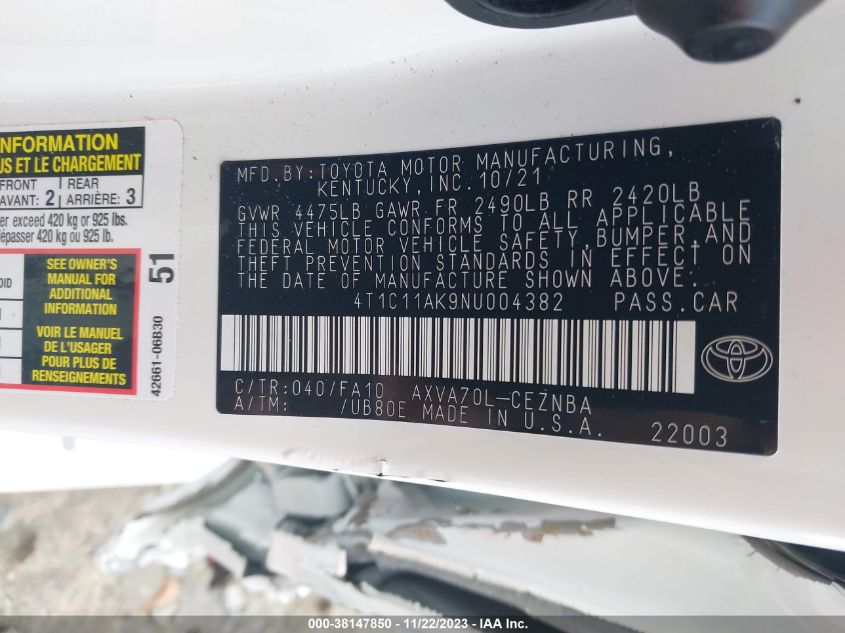 INFORMATION
US ET LE CHARGEMENT
FRONT
AVANT: 2
REAR
ARRIÈRE: 3
er exceed 420 kg or 925 lbs.
dépasser 420 kg ou 925 lb.
OID
SEE OWNER'S
MANUAL FOR
ADDITIONAL
INFORMATION
VOIR LE MANUEL
DE L'USAGER
POUR PLUS DE
RENSEIGNEMENTS
51
42661-06B30
MFD. BY: TOYOTA MOTOR MANUFACTURING,
KENTUCKY, INC. 10/21
GVWR 4475LB GAWR FR 2490LB RR 2420LB
THIS VEHICLE CONFORMS TO ALL APPLICABLE
FEDERAL MOTOR VEHICLE SAFETY, BUMPER, AND
THEFT PREVENTION STANDARDS IN EFFECT ON
THE DATE OF MANUFACTURE SHOWN ABOVE.
4T1C11AK9NU004382 PASS. CAR
C/TR: 040/FA10 AXVA70L-CEZNBA
A/TM: /UB80E MADE IN U.S.A.
22003
000-38147850 - 11/22/2023 - IAA Inc.